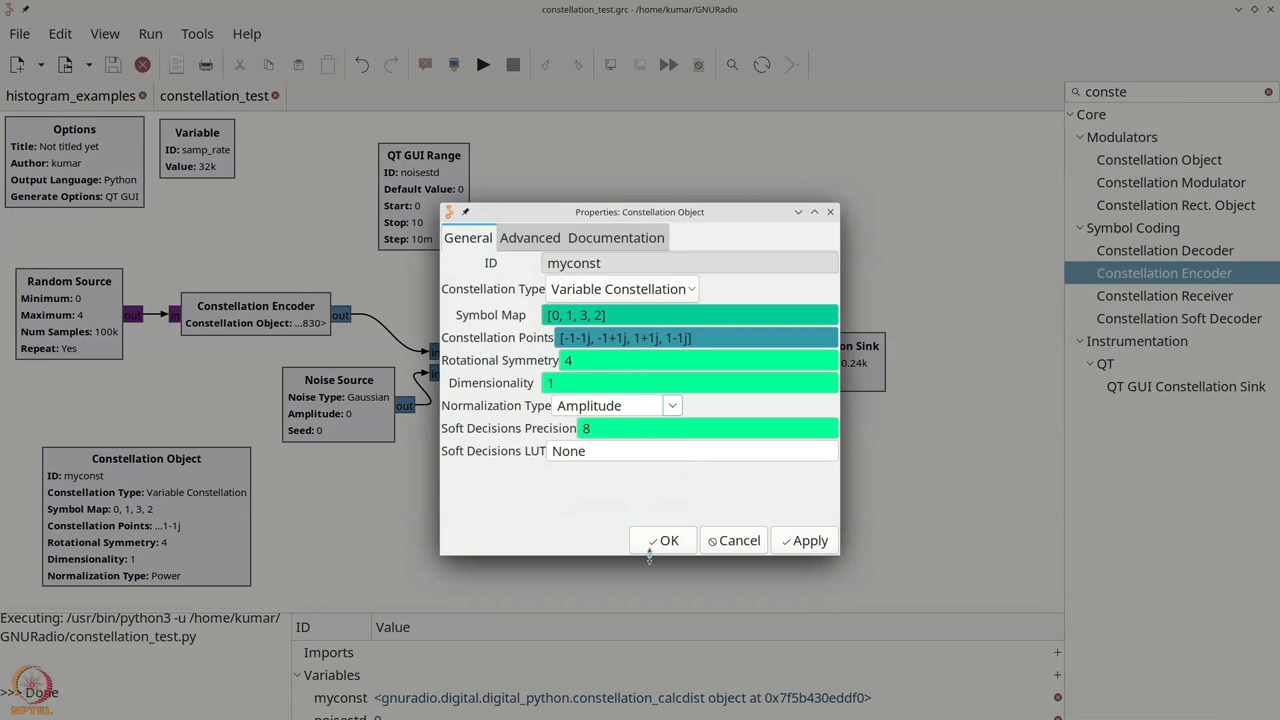 constellation_test.grc - /home/kumar/GNURadio
File Edit View Run Tools Help
histogram_examples constellation_test
conste
Options
Title: Not titled yet
Author: kumar
Output Language: Python
Generate Options: QT GUI
Variable
ID: samp_rate
Value: 32k
QT GUI Range
ID: noisestd
Default Value: 0
Start: 0
Stop: 10
Step: 10m
Random Source
Minimum: 0
Maximum: 4
Num Samples: 100k
Repeat: Yes
out
in
Constellation Encoder
Constellation Object: ...830>
out
Noise Source
Noise Type: Gaussian
Amplitude: 0
Seed: 0
out
in
in
on Sink
0.24k
Constellation Object
ID: myconst
Constellation Type: Variable Constellation
Symbol Map: 0, 1, 3, 2
Constellation Points: ...1-1j
Rotational Symmetry: 4
Dimensionality: 1
Normalization Type: Power
Properties: Constellation Object
General Advanced Documentation
ID myconst
Constellation Type Variable Constellation
Symbol Map [0, 1, 3, 2]
Constellation Points [-1-1j, -1+1j, 1+1j, 1-1j]
Rotational Symmetry 4
Dimensionality 1
Normalization Type Amplitude
Soft Decisions Precision 8
Soft Decisions LUT None
OK Cancel Apply
Core
Modulators
Constellation Object
Constellation Modulator
Constellation Rect. Object
Symbol Coding
Constellation Decoder
Constellation Encoder
Constellation Receiver
Constellation Soft Decoder
Instrumentation
QT
QT GUI Constellation Sink
Executing: /usr/bin/python3 -u /home/kumar/
GNURadio/constellation_test.py
>>> Done
NPTEL
ID Value
Imports
Variables
myconst <gnuradio.digital.digital_python.constellation_calcdist object at 0x7f5b430eddf0>